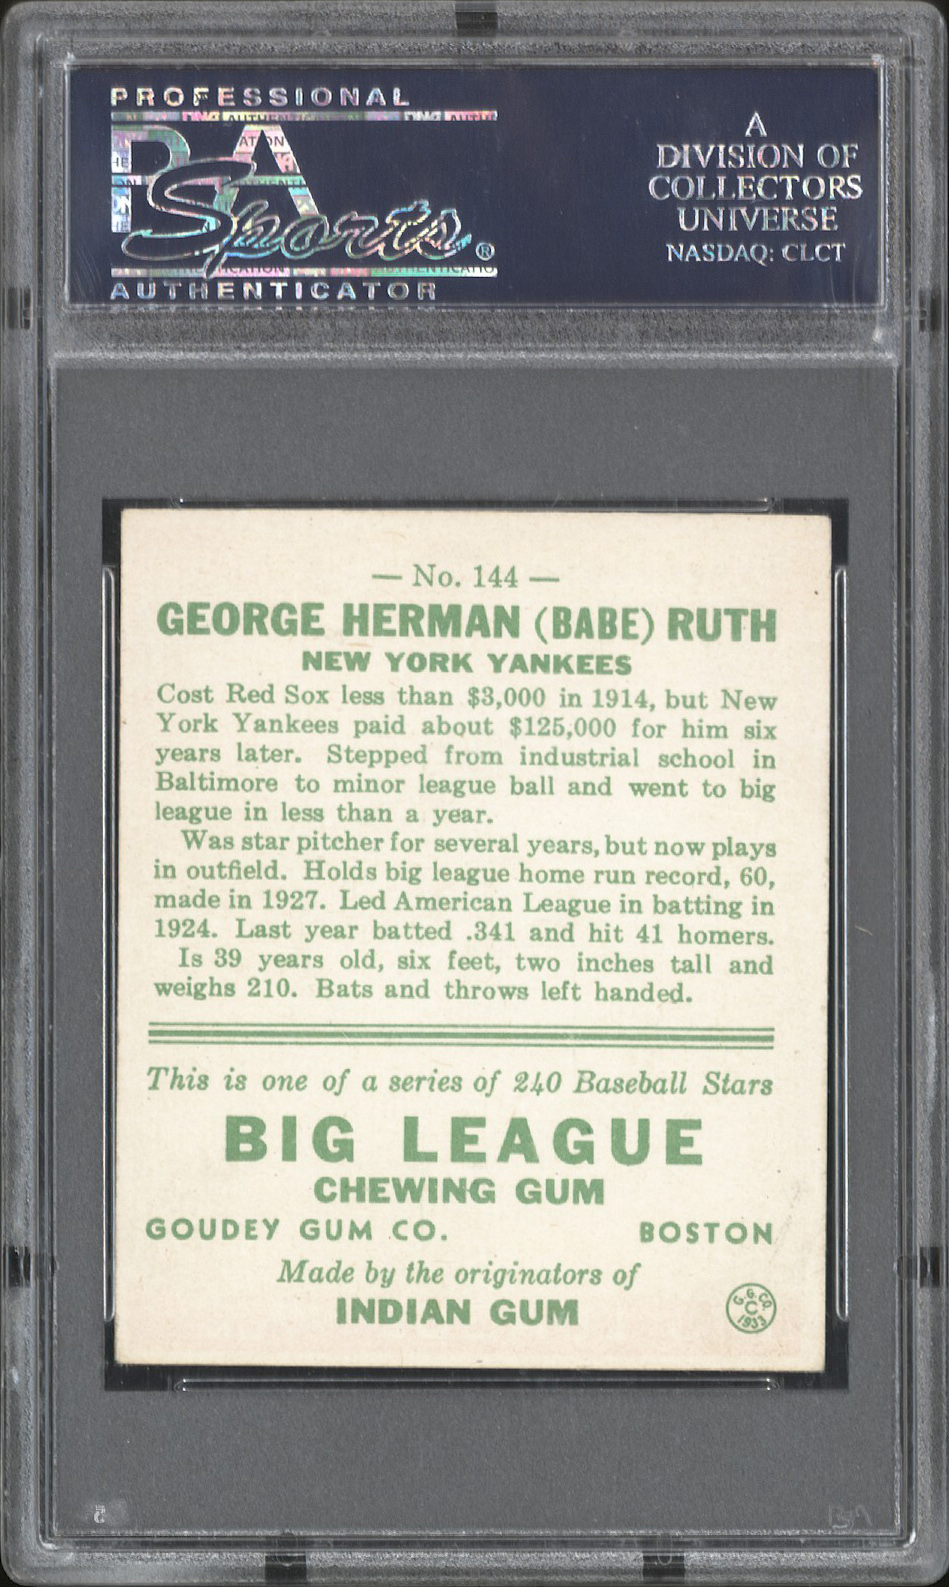 PROFESSIONAL
PSA
Sports®
AUTHENTICATOR
A
DIVISION OF
COLLECTORS
UNIVERSE
NASDAQ: CLCT
— No. 144 —
GEORGE HERMAN (BABE) RUTH
NEW YORK YANKEES
Cost Red Sox less than $3,000 in 1914, but New
York Yankees paid about $125,000 for him six
years later. Stepped from industrial school in
Baltimore to minor league ball and went to big
league in less than a year.
Was star pitcher for several years, but now plays
in outfield. Holds big league home run record, 60,
made in 1927. Led American League in batting in
1924. Last year batted .341 and hit 41 homers.
Is 39 years old, six feet, two inches tall and
weighs 210. Bats and throws left handed.
This is one of a series of 240 Baseball Stars
BIG LEAGUE
CHEWING GUM
GOUDEY GUM CO. BOSTON
Made by the originators of
INDIAN GUM
G. G. CO.
C
1933